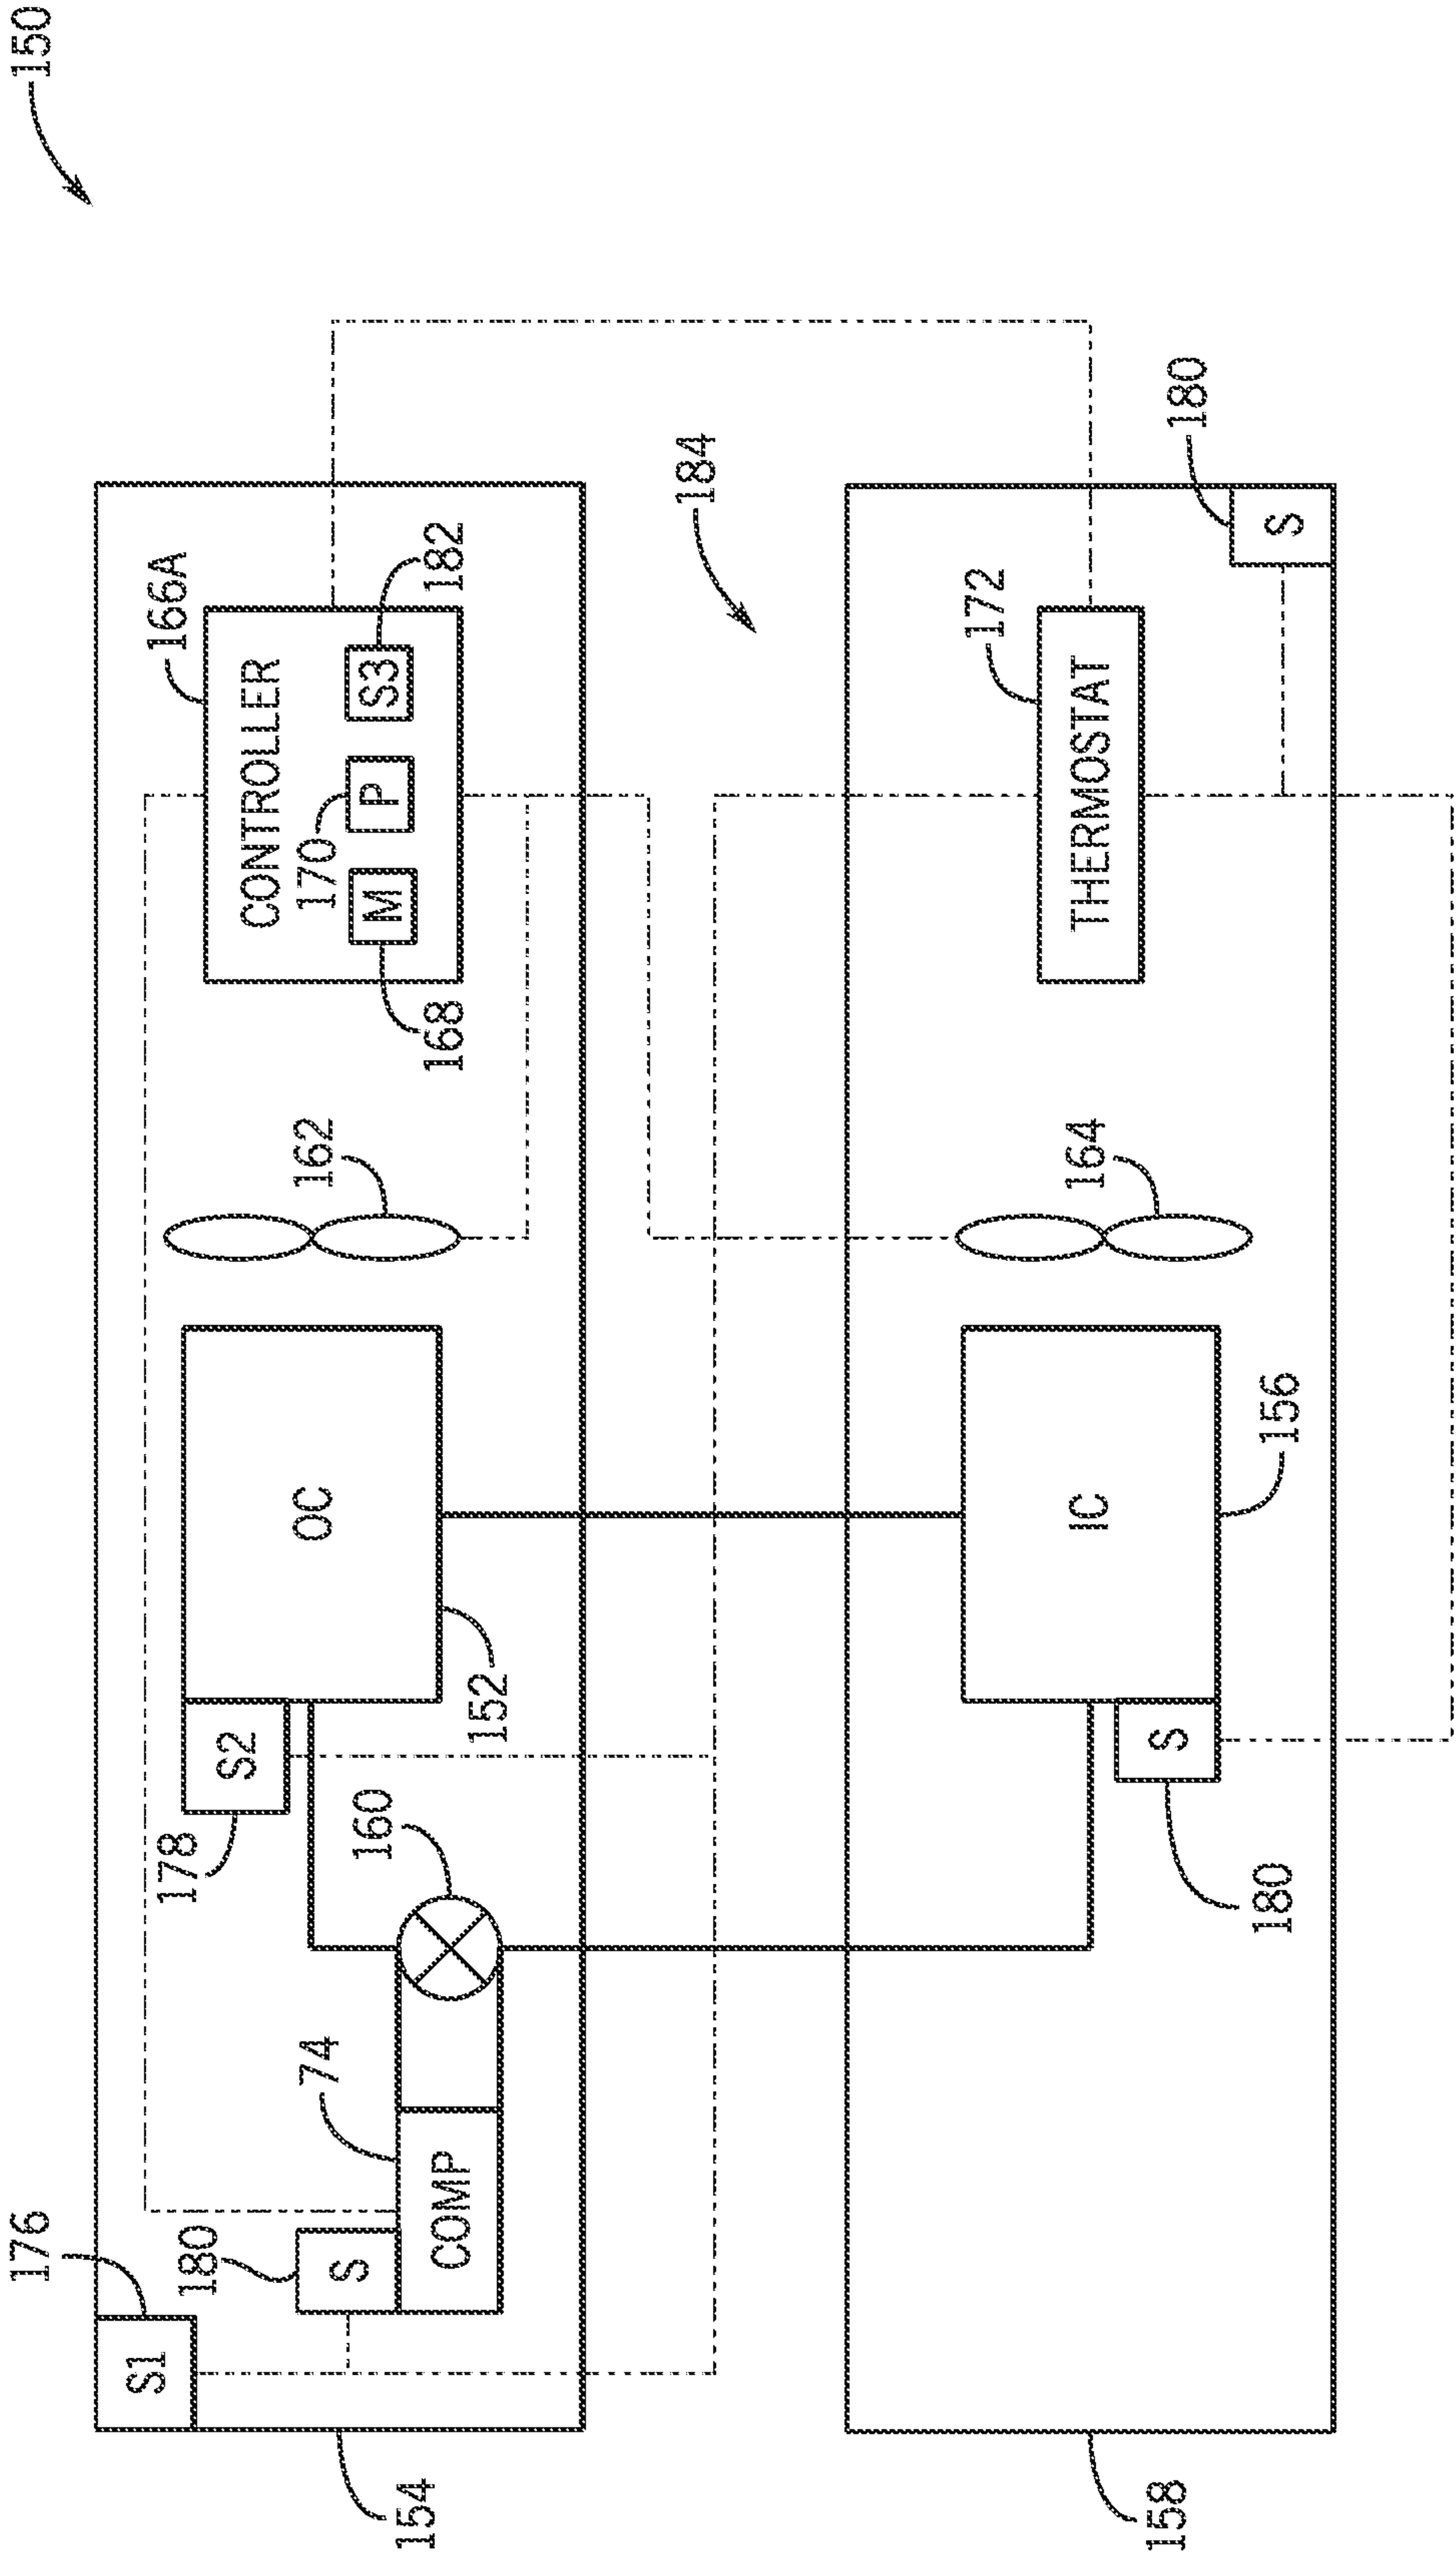 150
176
180
S1
S
74
COMP
160
178
S2
OC
152
162
166A
CONTROLLER
170
M
P
S3
168
182
154
184
172
THERMOSTAT
164
IC
156
S
180
S
180
158